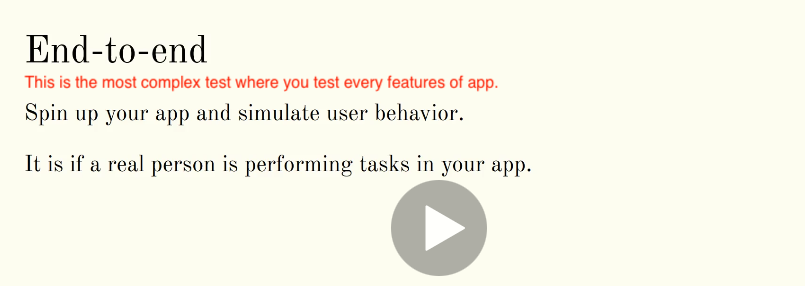 End-to-end
This is the most complex test where you test every features of app.
Spin up your app and simulate user behavior.
It is if a real person is performing tasks in your app.